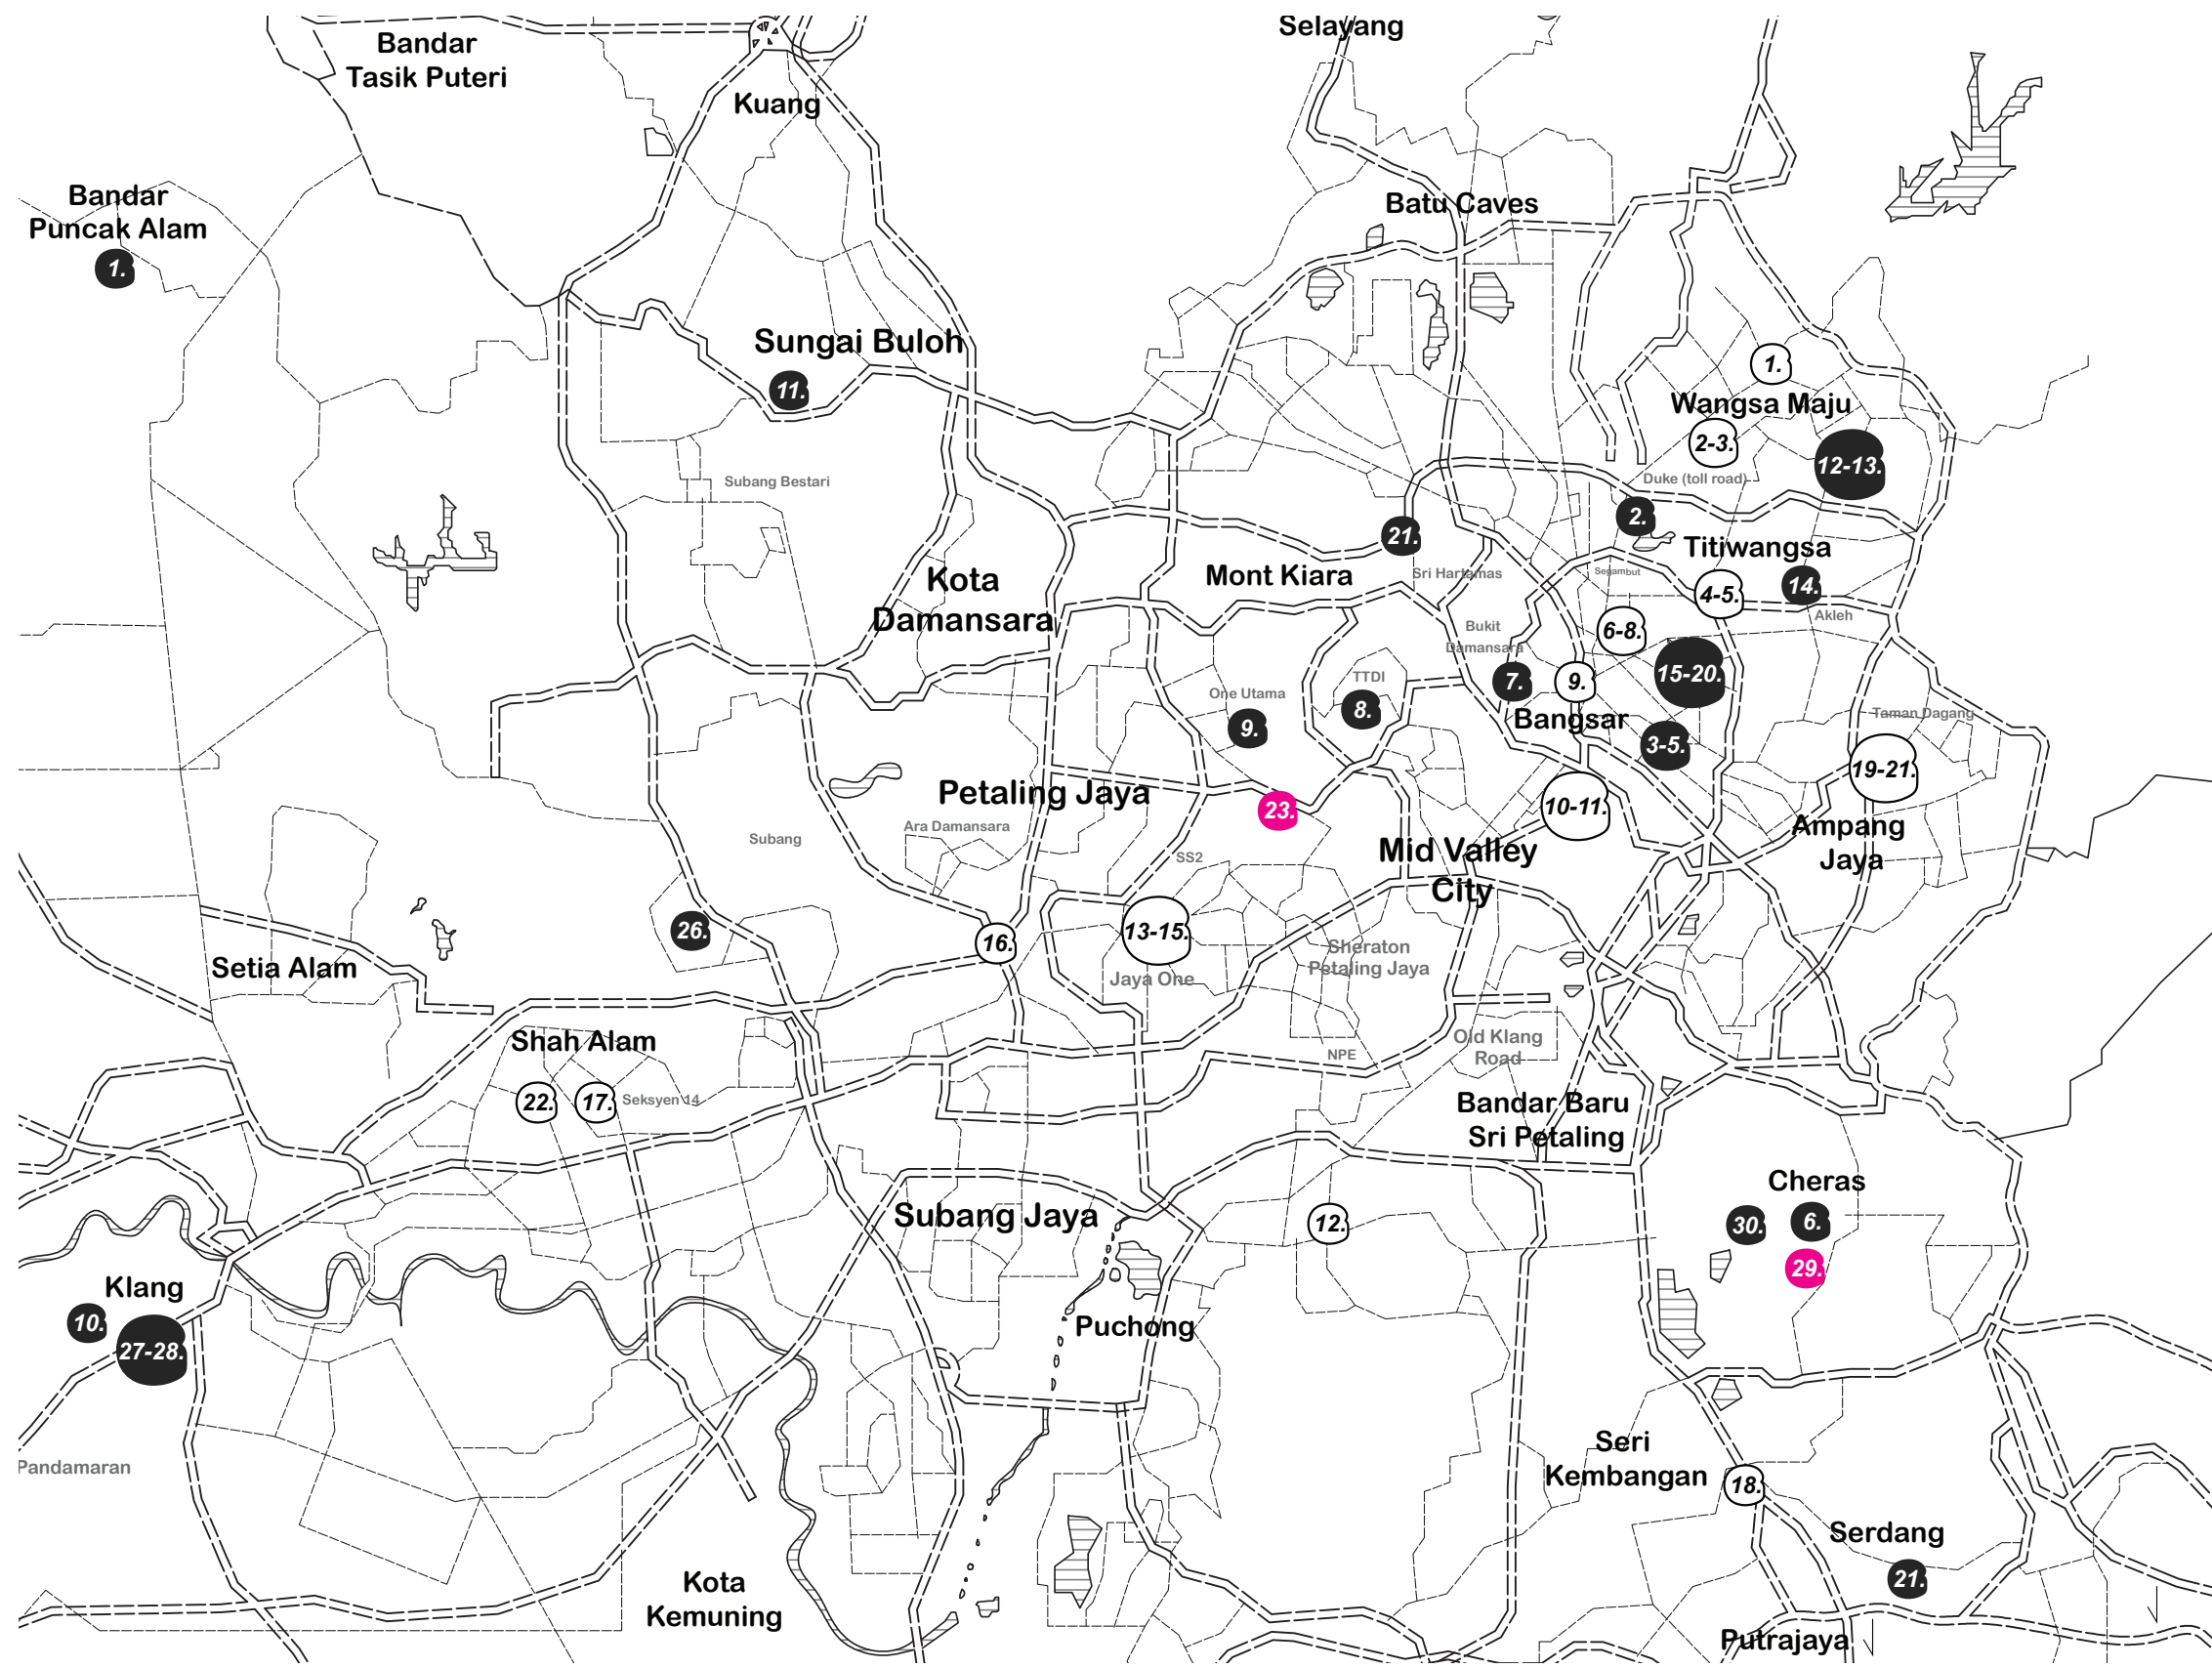 Selayang
Bandar
Tasik Puteri
Kuang
Bandar
Puncak Alam
1.
Batu Caves
Sungai Buloh
11.
1.
Wangsa Maju
2-3.
12-13.
Duke (toll road)
Subang Bestari
2.
21.
Titiwangsa
Kota
Damansara
Mont Kiara
Sri Hartamas
Segambut
14.
4-5.
Akleh
Bukit
Damansara
6-8.
15-20.
TTDI
7.
9.
One Utama
8.
9.
Bangsar
3-5.
Taman Dagang
19-21.
Petaling Jaya
23.
10-11.
Ara Damansara
Subang
SS2
Mid Valley
City
Ampang
Jaya
26.
16.
13-15.
Sheraton
Petaling Jaya
Setia Alam
Jaya One
Shah Alam
Old Klang
Road
NPE
22.
17.
Seksyen 14
Bandar Baru
Sri Petaling
Cheras
Subang Jaya
12.
30.
6.
29.
Klang
10.
27-28.
Puchong
Seri
Kembangan
Pandamaran
18.
Serdang
21.
Kota
Kemuning
Putrajaya